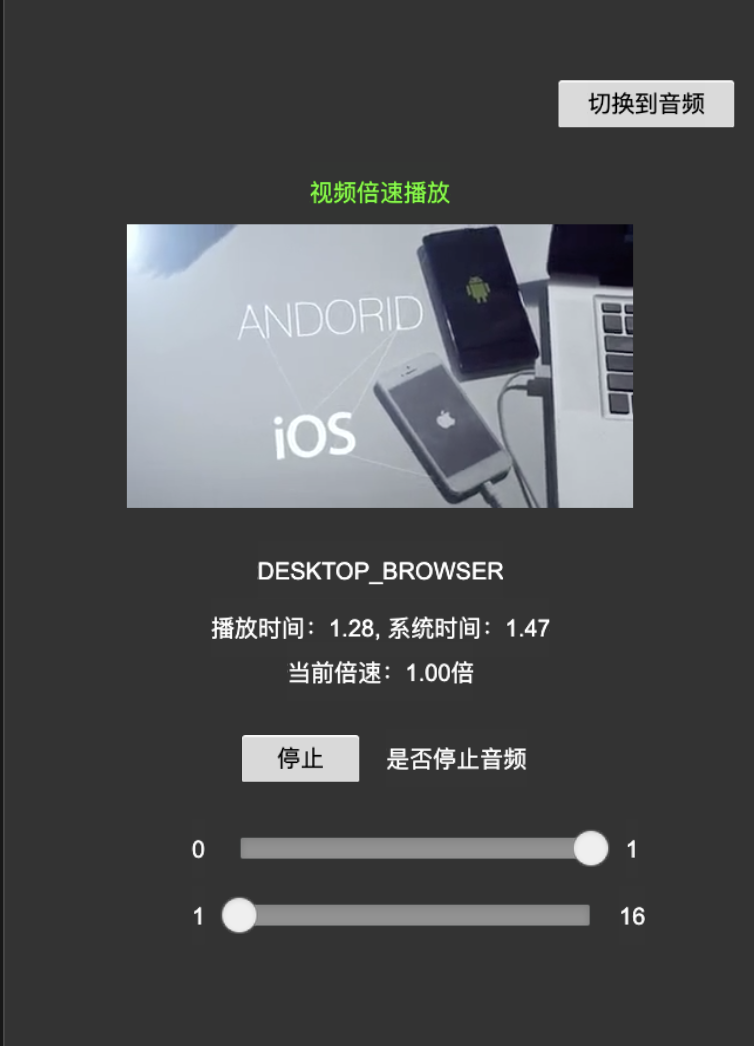 切换到音频
视频倍速播放
ANDORID
iOS
DESKTOP_BROWSER
播放时间：1.28, 系统时间：1.47
当前倍速：1.00倍
停止 是否停止音频
0 1
1 16